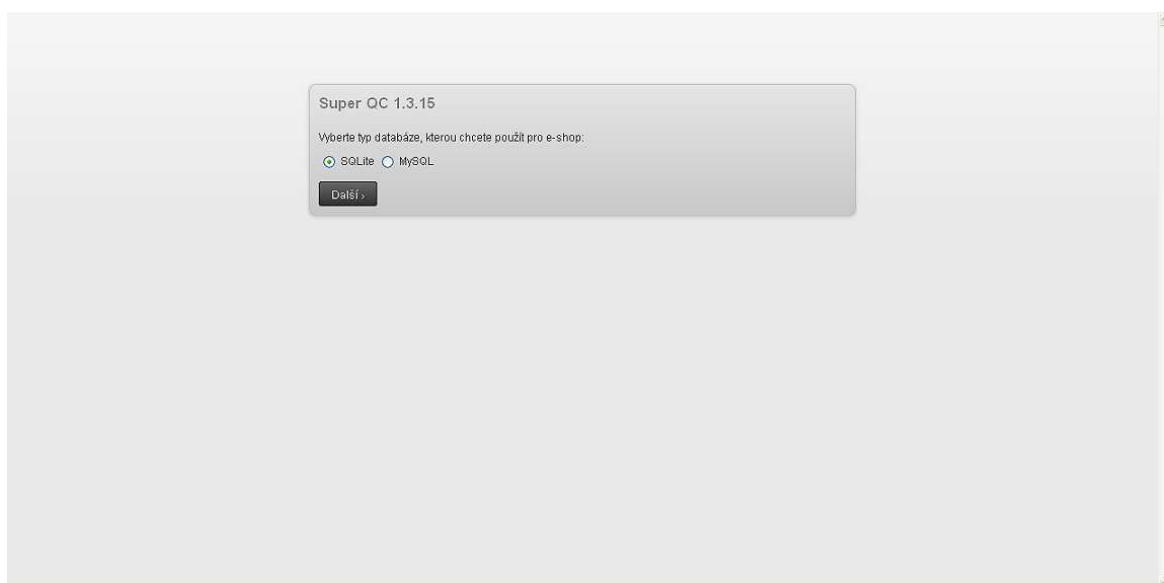 Super QC 1.3.15
Vyberte typ databáze, kterou chcete použít pro e-shop:
SQLite MySQL
Další ›